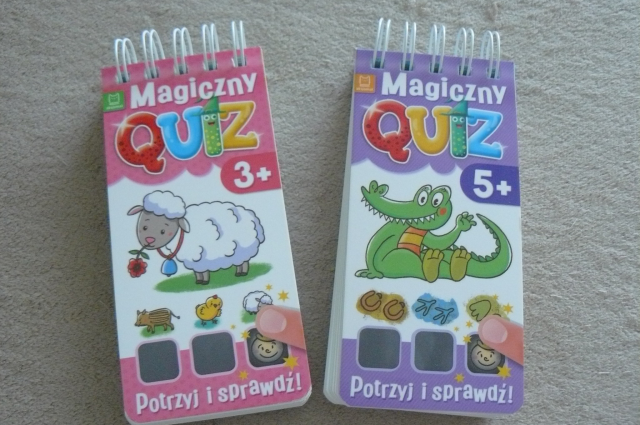 Magiczny
QUIZ
3+
Potrzyj i sprawdź!
Magiczny
QUIZ
5+
Potrzyj i sprawdź!